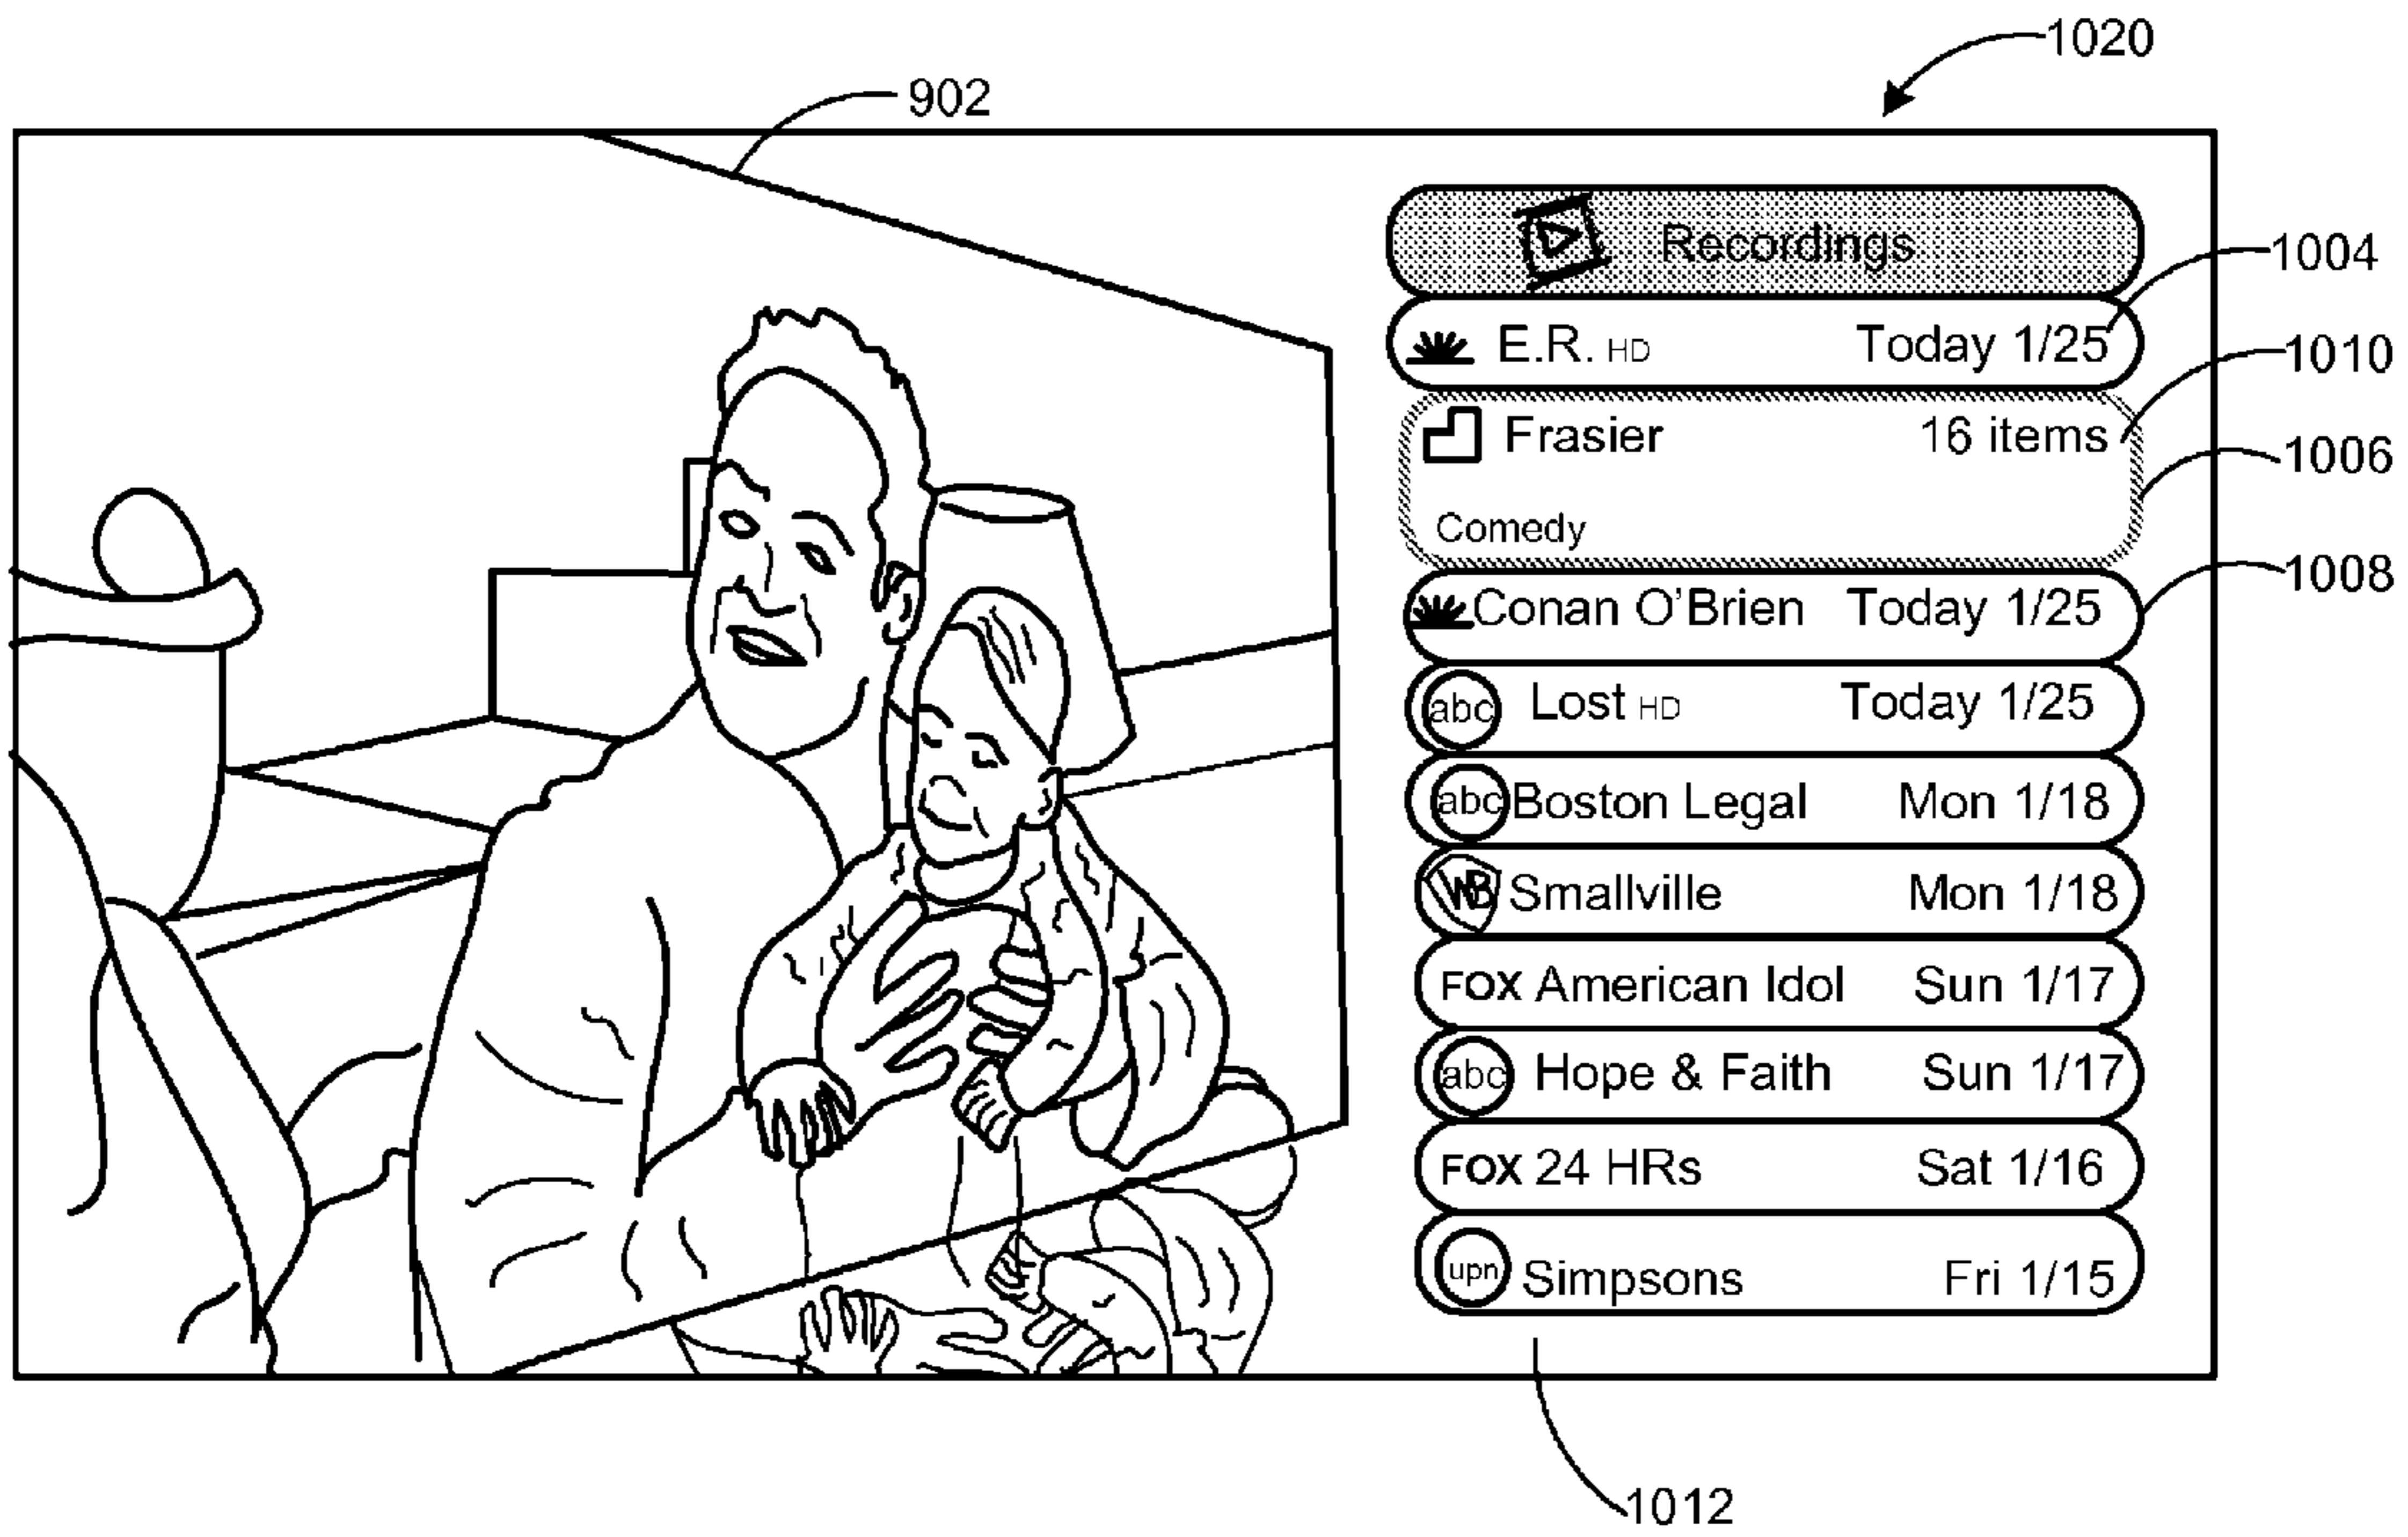 1020
902
Recordings
1004
E.R. HD Today 1/25
1010
Frasier 16 items
1006
Comedy
1008
Conan O'Brien Today 1/25
abc Lost HD Today 1/25
abc Boston Legal Mon 1/18
WB Smallville Mon 1/18
FOX American Idol Sun 1/17
abc Hope & Faith Sun 1/17
FOX 24 HRs Sat 1/16
upn Simpsons Fri 1/15
1012